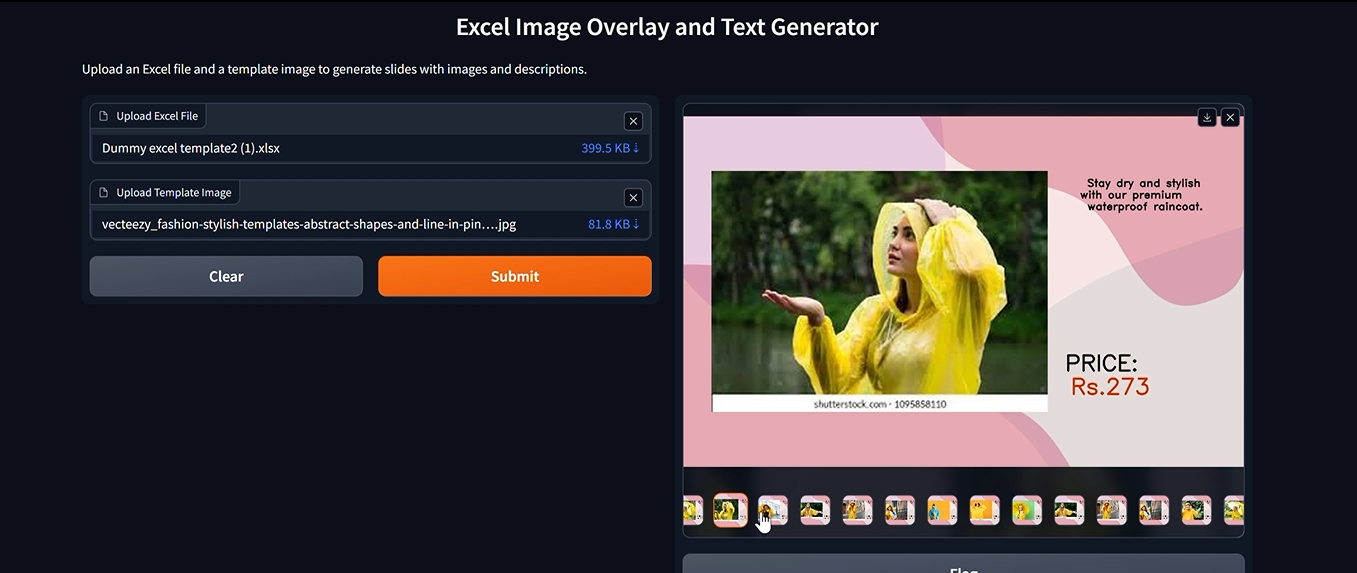 Excel Image Overlay and Text Generator
Upload an Excel file and a template image to generate slides with images and descriptions.
Upload Excel File
Dummy excel template2 (1).xlsx 399.5 KB ↓
Upload Template Image
vecteezy_fashion-stylish-templates-abstract-shapes-and-line-in-pin....jpg 81.8 KB ↓
Clear
Submit
Stay dry and stylish
with our premium
waterproof raincoat.
PRICE:
Rs.273
shutterstock.com · 1095858110